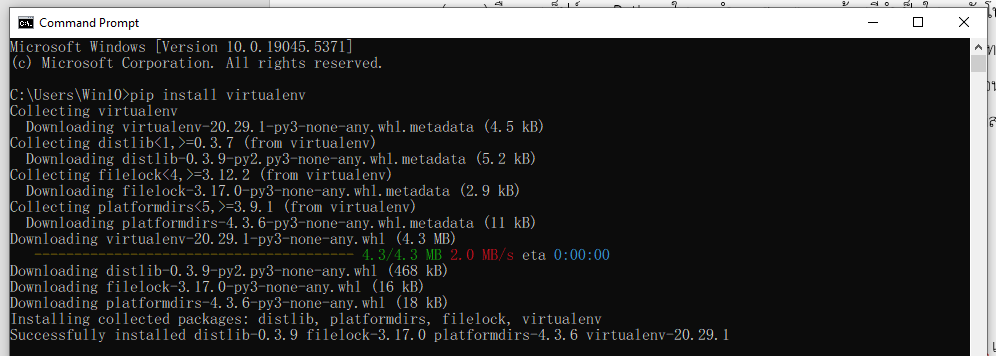 Command Prompt
Microsoft Windows [Version 10.0.19045.5371]
(c) Microsoft Corporation. All rights reserved.
C:\Users\Win10>pip install virtualenv
Collecting virtualenv
  Downloading virtualenv-20.29.1-py3-none-any.whl.metadata (4.5 kB)
Collecting distlib<1,>=0.3.7 (from virtualenv)
  Downloading distlib-0.3.9-py2.py3-none-any.whl.metadata (5.2 kB)
Collecting filelock<4,>=3.12.2 (from virtualenv)
  Downloading filelock-3.17.0-py3-none-any.whl.metadata (2.9 kB)
Collecting platformdirs<5,>=3.9.1 (from virtualenv)
  Downloading platformdirs-4.3.6-py3-none-any.whl.metadata (11 kB)
Downloading virtualenv-20.29.1-py3-none-any.whl (4.3 MB)
   ---------------------------------------- 4.3/4.3 MB 2.0 MB/s eta 0:00:00
Downloading distlib-0.3.9-py2.py3-none-any.whl (468 kB)
Downloading filelock-3.17.0-py3-none-any.whl (16 kB)
Downloading platformdirs-4.3.6-py3-none-any.whl (18 kB)
Installing collected packages: distlib, platformdirs, filelock, virtualenv
Successfully installed distlib-0.3.9 filelock-3.17.0 platformdirs-4.3.6 virtualenv-20.29.1